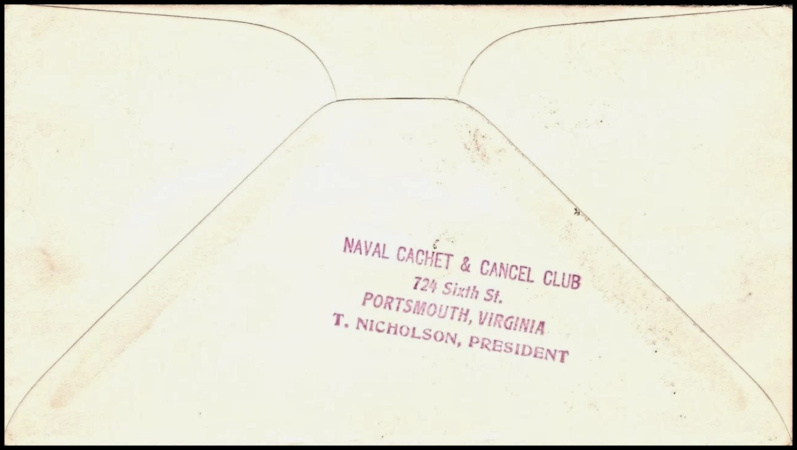 NAVAL CACHET & CANCEL CLUB
724 Sixth St.
PORTSMOUTH, VIRGINIA
T. NICHOLSON, PRESIDENT